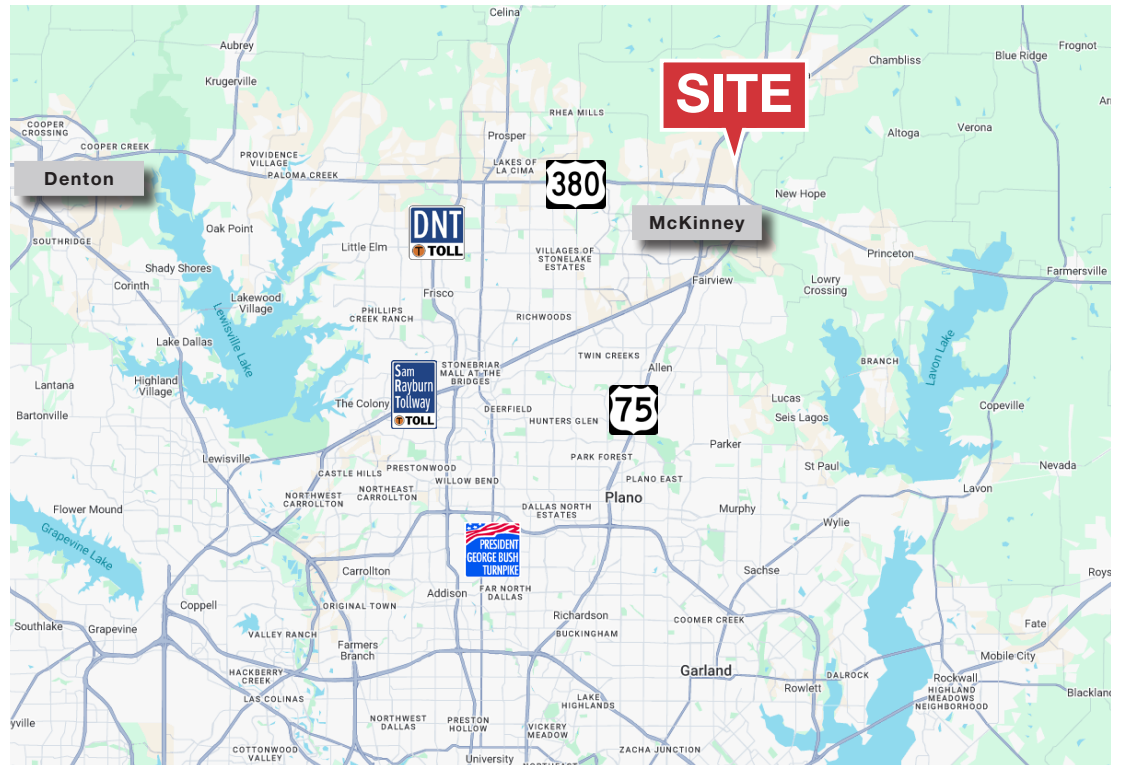 Celina
Frognot
Aubrey
Blue Ridge
Chambliss
Krugerville
SITE
RHEA MILLS
COOPER
CROSSING
Verona
Altoga
Prosper
COOPER CREEK
PROVIDENCE
VILLAGE
LAKES OF
LA CIMA
PALOMA CREEK
Denton
380
New Hope
McKinney
DNT
TOLL
Oak Point
SOUTHRIDGE
Little Elm
VILLAGES OF
STONELAKE
ESTATES
Princeton
Shady Shores
Farmersville
Corinth
Lowry
Crossing
Fairview
Frisco
Lakewood
Village
PHILLIPS
CREEK RANCH
RICHWOODS
Lewisville Lake
Lake Dallas
Lavon Lake
TWIN CREEKS
BRANCH
STONEBRIAR
MALL AT THE
BRIDGES
Allen
Lantana
Highland
Village
Sam
Rayburn
Tollway
TOLL
The Colony
75
Lucas
Seis Lagos
Copeville
DEERFIELD
HUNTERS GLEN
Bartonville
Parker
Lewisville
PARK FOREST
St Paul
Nevada
CASTLE HILLS
PRESTONWOOD
WILLOW BEND
PLANO EAST
NORTHWEST
CARROLLTON
NORTHEAST
CARROLLTON
Plano
Lavon
Flower Mound
DALLAS NORTH
ESTATES
Murphy
Wylie
Grapevine Lake
PRESIDENT
GEORGE BUSH
TURNPIKE
Carrollton
Sachse
Addison
FAR NORTH
DALLAS
Coppell
ORIGINAL TOWN
Richardson
COOMER CREEK
Southlake
Grapevine
VALLEY RANCH
BUCKINGHAM
Fate
Farmers
Branch
Mobile City
Garland
HACKBERRY
CREEK
DALROCK
Rockwall
Rowlett
HIGHLAND
MEADOWS
NEIGHBORHOOD
LAS COLINAS
LAKE
HIGHLANDS
NORTHWEST
DALLAS
PRESTON
HOLLOW
VICKERY
MEADOW
COTTONWOOD
VALLEY
ZACHA JUNCTION
University